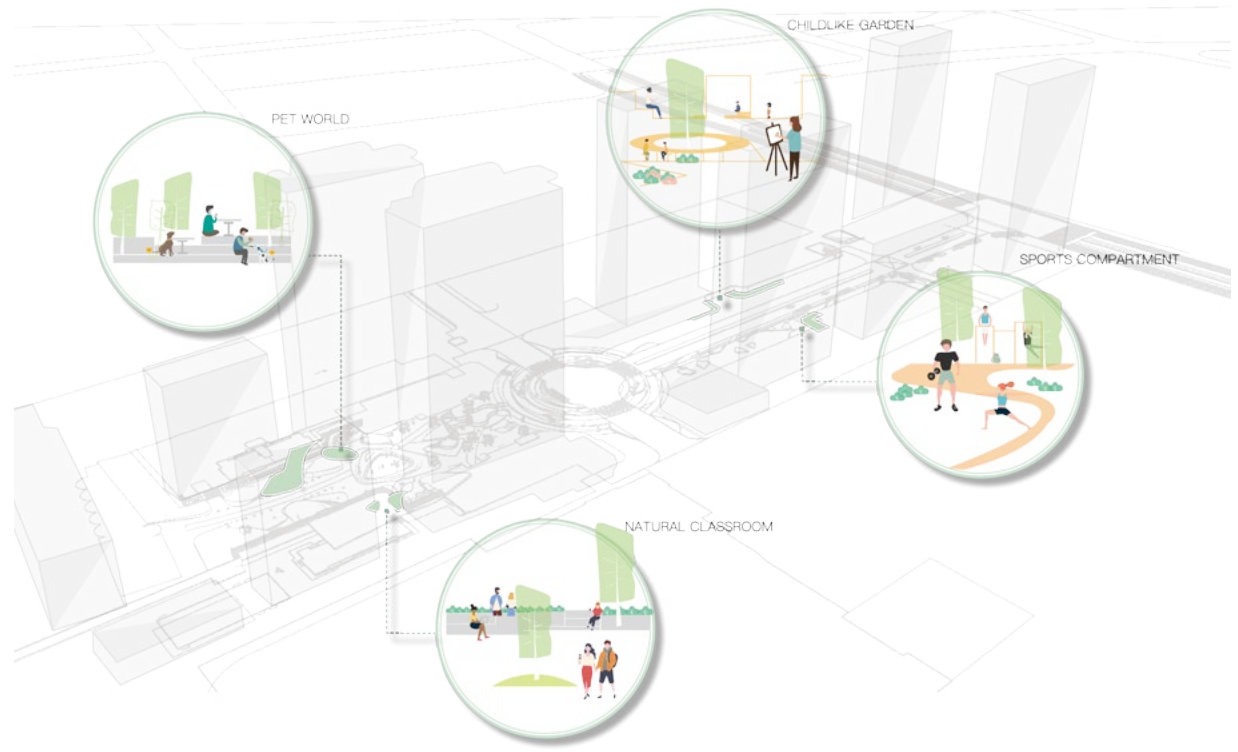 CHILDLIKE GARDEN
PET WORLD
SPORTS COMPARTMENT
NATURAL CLASSROOM